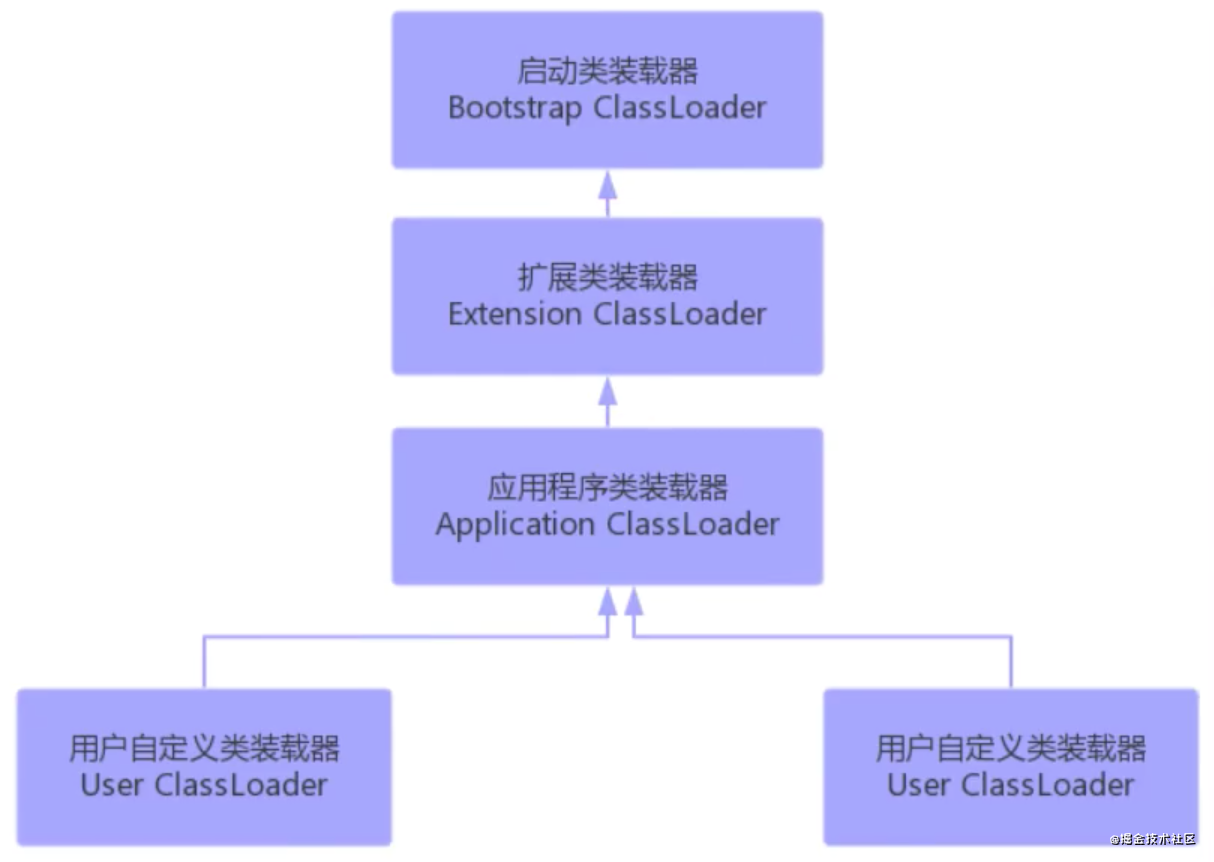 启动类装载器
Bootstrap ClassLoader
扩展类装载器
Extension ClassLoader
应用程序类装载器
Application ClassLoader
用户自定义类装载器
User ClassLoader
用户自定义类装载器
User ClassLoader
@掘金技术社区